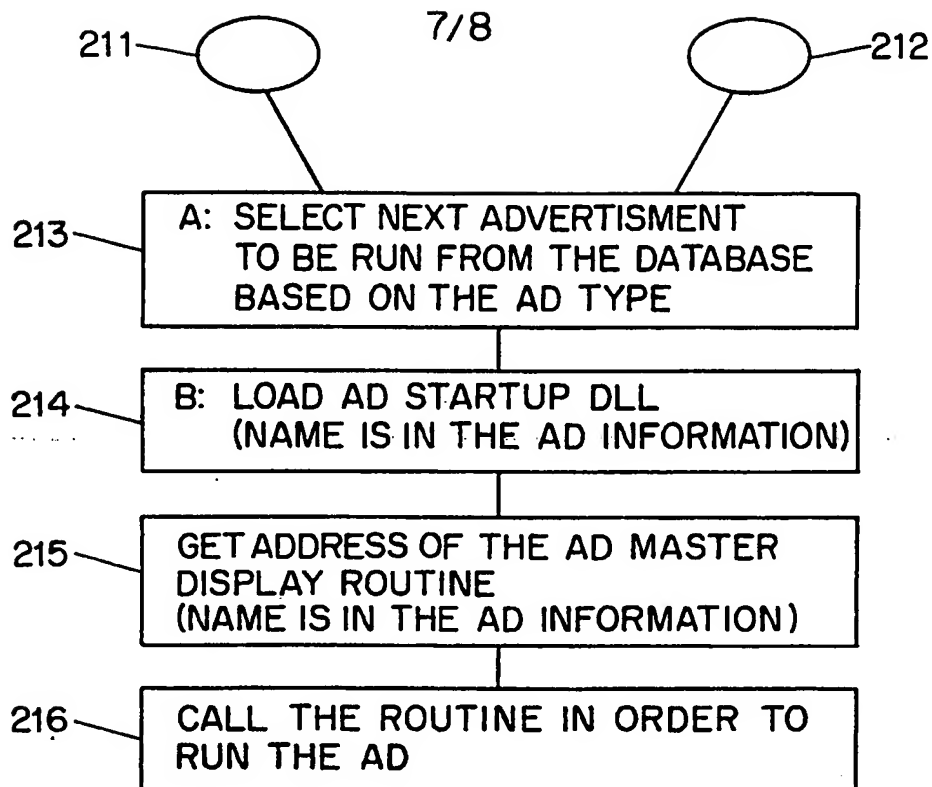 7/8
211
212
213
A: SELECT NEXT ADVERTISMENT
TO BE RUN FROM THE DATABASE
BASED ON THE AD TYPE
214
B: LOAD AD STARTUP DLL
(NAME IS IN THE AD INFORMATION)
215
GET ADDRESS OF THE AD MASTER
DISPLAY ROUTINE
(NAME IS IN THE AD INFORMATION)
216
CALL THE ROUTINE IN ORDER TO
RUN THE AD